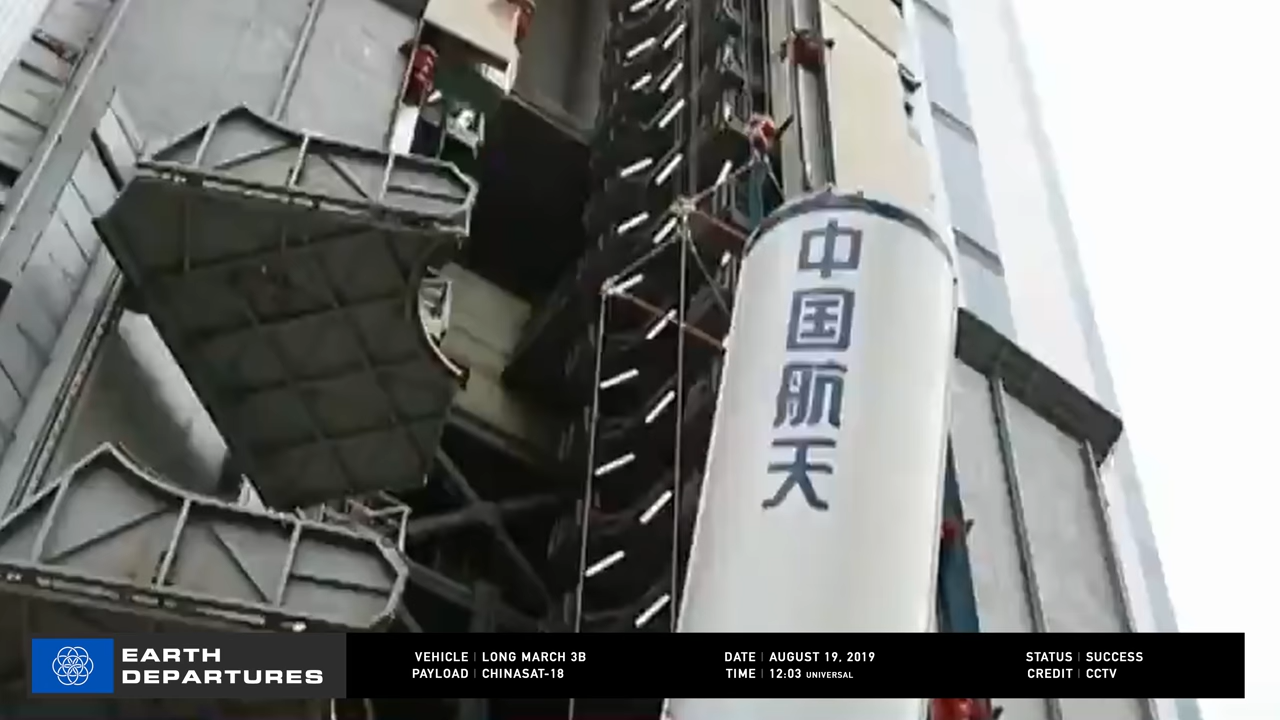 中国航天
EARTH
DEPARTURES
VEHICLE | LONG MARCH 3B
PAYLOAD | CHINASAT-18
DATE | AUGUST 19, 2019
TIME | 12:03 UNIVERSAL
STATUS | SUCCESS
CREDIT | CCTV